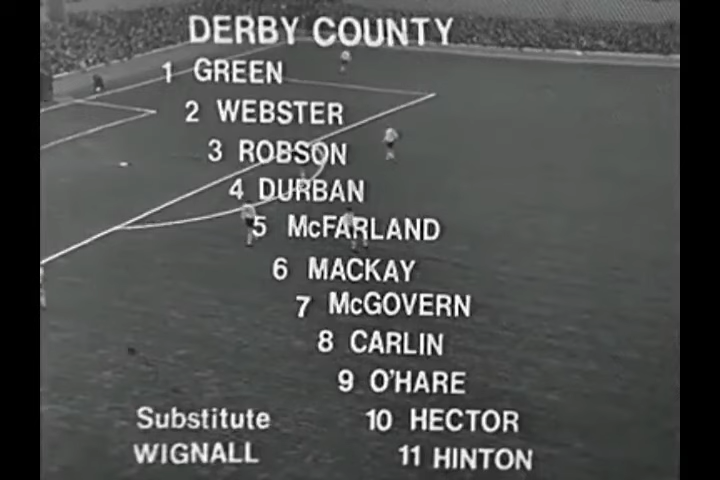 DERBY COUNTY
1 GREEN
2 WEBSTER
3 ROBSON
4 DURBAN
5 McFARLAND
6 MACKAY
7 McGOVERN
8 CARLIN
9 O'HARE
Substitute 10 HECTOR
WIGNALL 11 HINTON